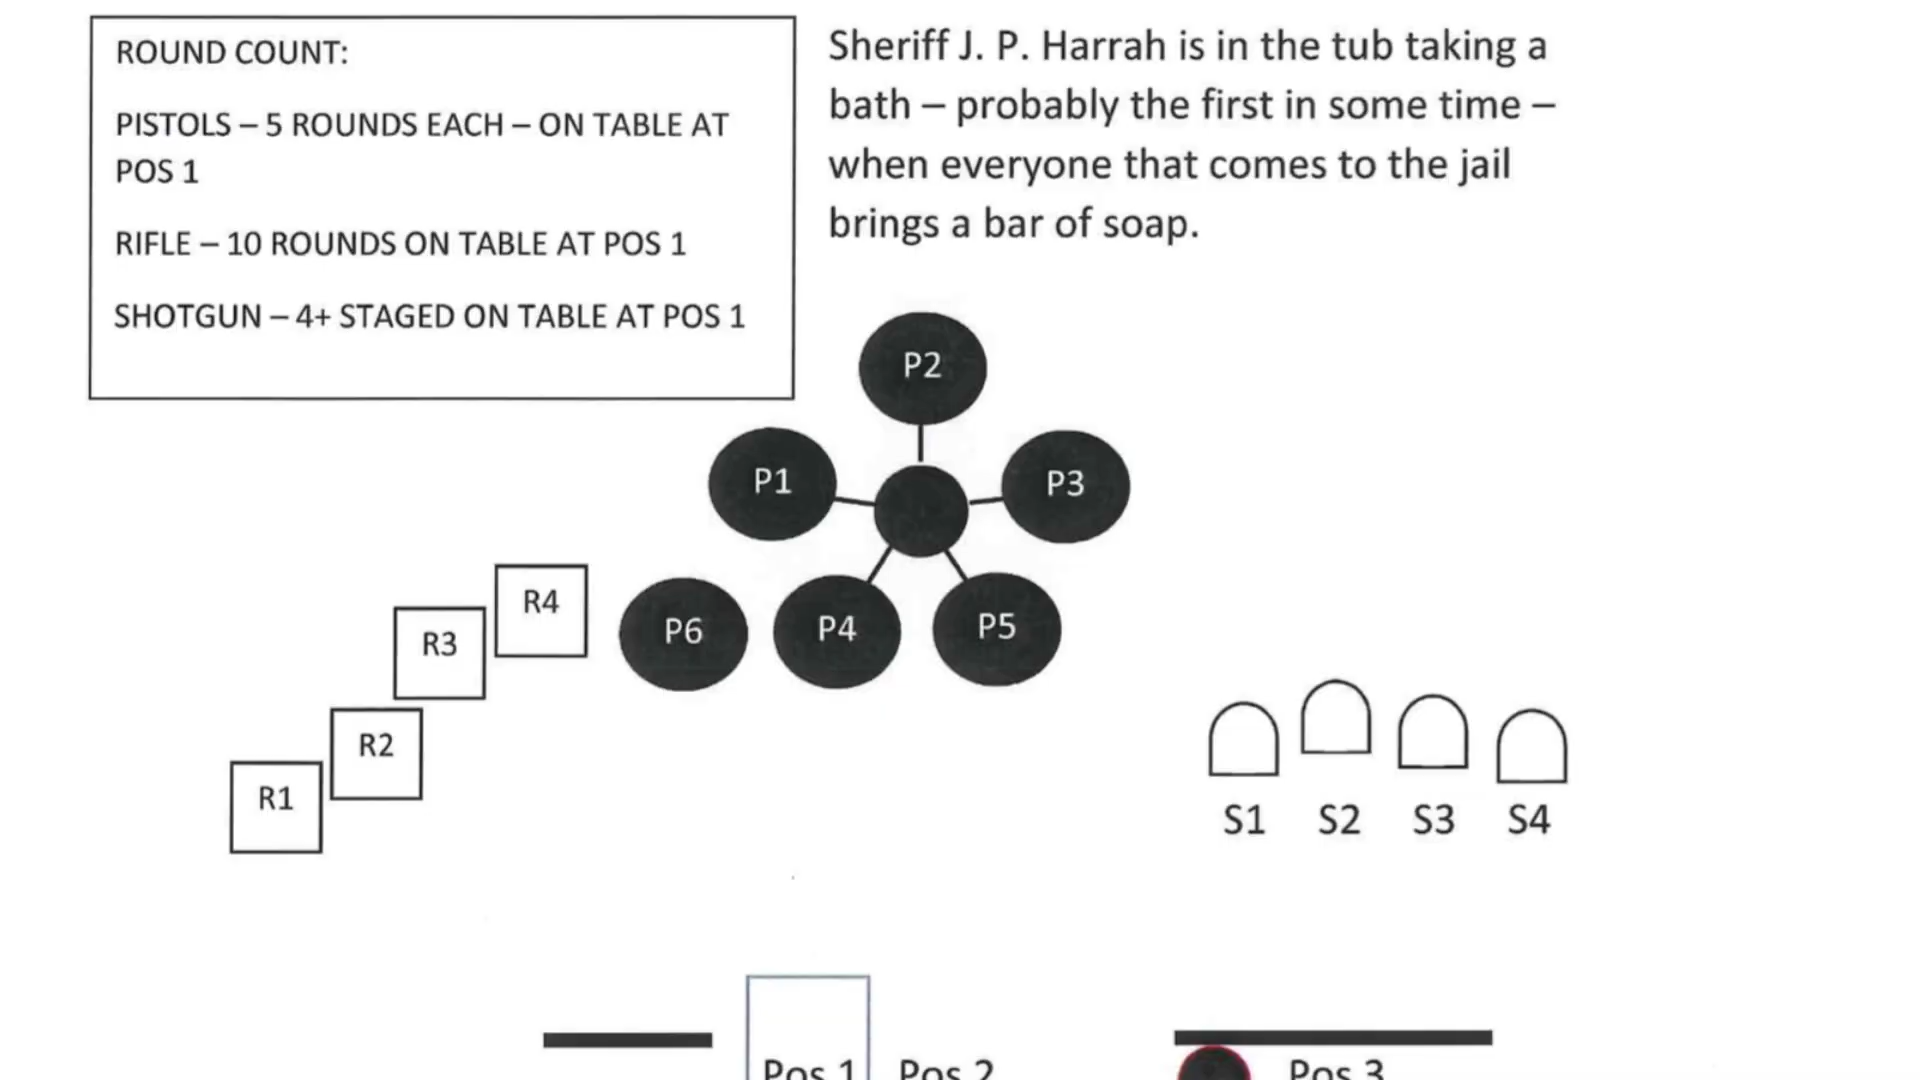 ROUND COUNT:
PISTOLS – 5 ROUNDS EACH – ON TABLE AT
POS 1
RIFLE – 10 ROUNDS ON TABLE AT POS 1
SHOTGUN – 4+ STAGED ON TABLE AT POS 1
Sheriff J. P. Harrah is in the tub taking a
bath – probably the first in some time –
when everyone that comes to the jail
brings a bar of soap.
P2
P1
P3
R4
P6
P4
P5
R3
R2
R1
S1 S2 S3 S4
Pos 1 Pos 2 Pos 3